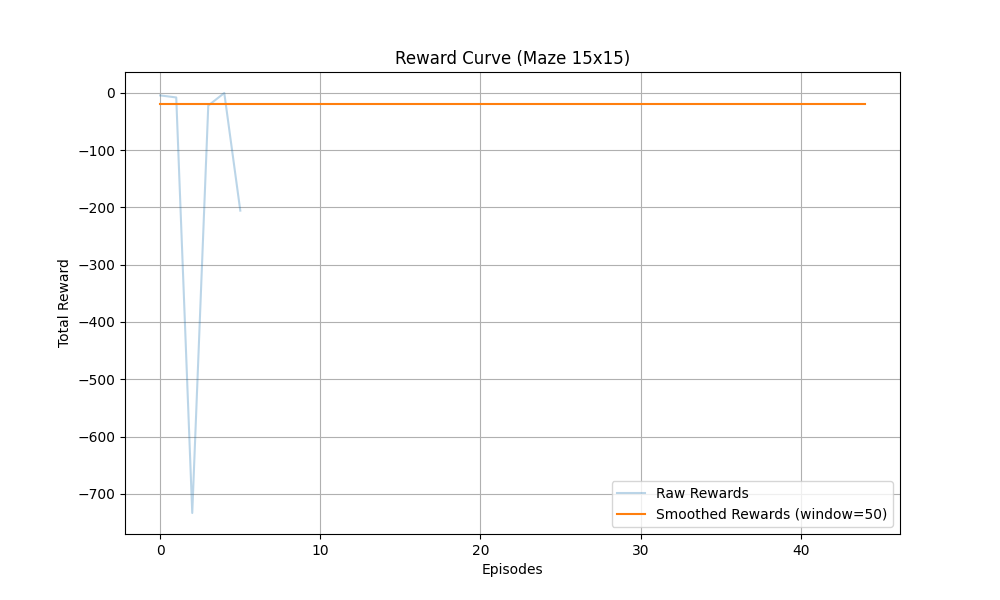 Reward Curve (Maze 15x15)
Total Reward
0
−100
−200
−300
−400
−500
−600
−700
Raw Rewards
Smoothed Rewards (window=50)
0 10 20 30 40
Episodes